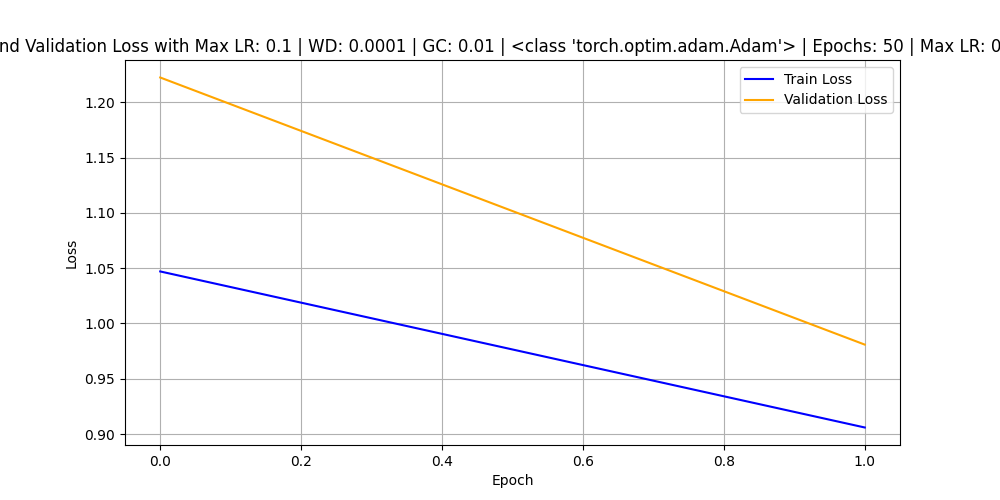 nd Validation Loss with Max LR: 0.1 | WD: 0.0001 | GC: 0.01 | <class 'torch.optim.adam.Adam'> | Epochs: 50 | Max LR: 0
Train Loss
Validation Loss
1.20
1.15
1.10
1.05
1.00
0.95
0.90
Loss
0.0 0.2 0.4 0.6 0.8 1.0
Epoch